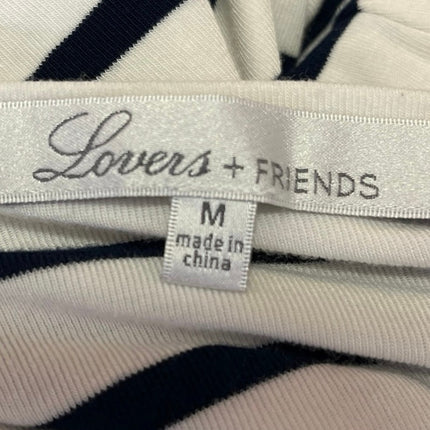 Lovers + FRIENDS
M
made in
china